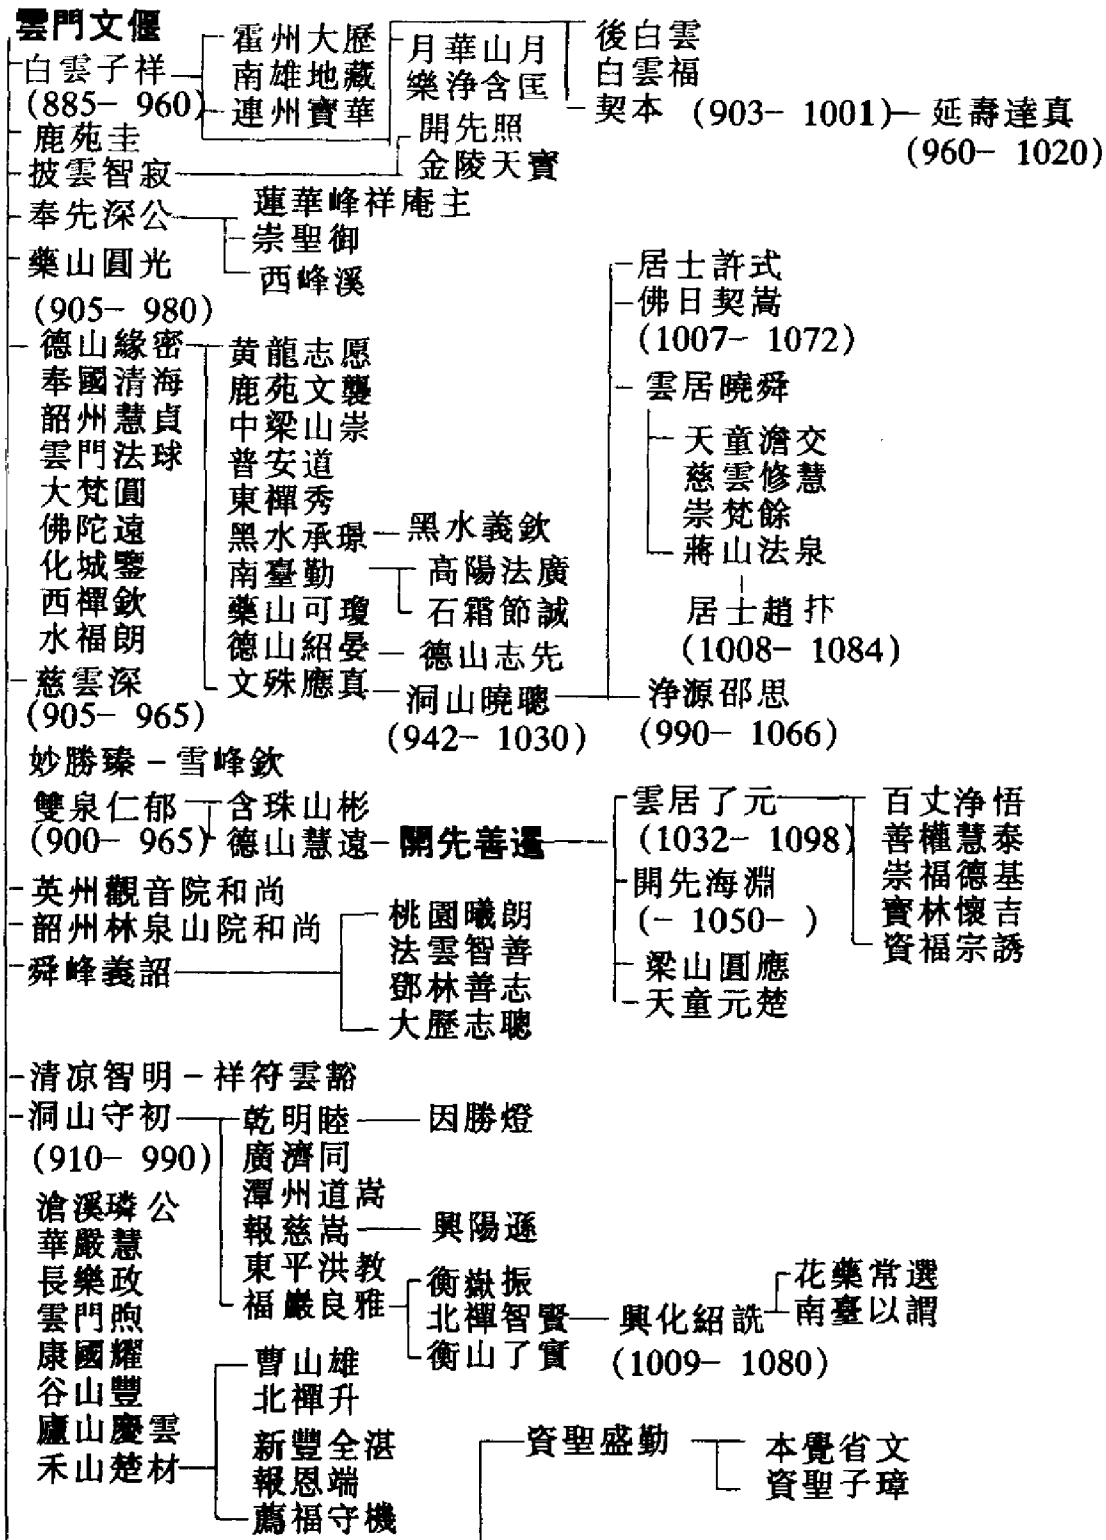 雲門文偃
白雲子祥
(885- 960)
霍州大歷
南雄地藏
連州寶華
月華山月
樂浄含匡
後白雲
白雲福
契本 (903- 1001)
延壽達真
(960- 1020)
鹿苑圭
披雲智寂
開先照
金陵天寶
奉先深公
蓮華峰祥庵主
崇聖御
西峰溪
藥山圓光
(905- 980)
德山緣密
奉國清海
韶州慧貞
雲門法球
大梵圓
佛陀遠
化城鑒
西禪欽
水福朗
黃龍志愿
鹿苑文襲
中梁山崇
普安道
東禪秀
黑水承璟
南臺勤
藥山可瓊
德山紹晏
文殊應真
黑水義欽
高陽法廣
石霜節誠
德山志先
洞山曉聰
(942- 1030)
居士許式
佛日契嵩
(1007- 1072)
雲居曉舜
天童澹交
慈雲修慧
崇梵餘
蔣山法泉
居士趙抃
(1008- 1084)
浄源邵思
(990- 1066)
慈雲深
(905- 965)
妙勝臻 - 雪峰欽
雙泉仁郁
(900- 965)
含珠山彬
德山慧遠
開先善暹
雲居了元
(1032- 1098)
開先海淵
(- 1050- )
梁山圓應
天童元楚
百丈浄悟
善權慧泰
崇福德基
寶林懷吉
資福宗誘
英州觀音院和尚
韶州林泉山院和尚
舜峰義韶
桃園曦朗
法雲智善
鄧林善志
大歷志聰
清凉智明 - 祥符雲豁
洞山守初
(910- 990)
乾明睦
因勝燈
廣濟同
潭州道嵩
報慈嵩
興陽遜
東平洪教
福嚴良雅
衡嶽振
北禪智賢
衡山了實
興化紹詵
(1009- 1080)
花藥常選
南臺以謂
滄溪璘公
華嚴慧
長樂政
雲門煦
康國耀
谷山豐
廬山慶雲
禾山楚材
曹山雄
北禪升
新豐全湛
報恩端
薦福守機
資聖盛勤
本覺省文
資聖子璋